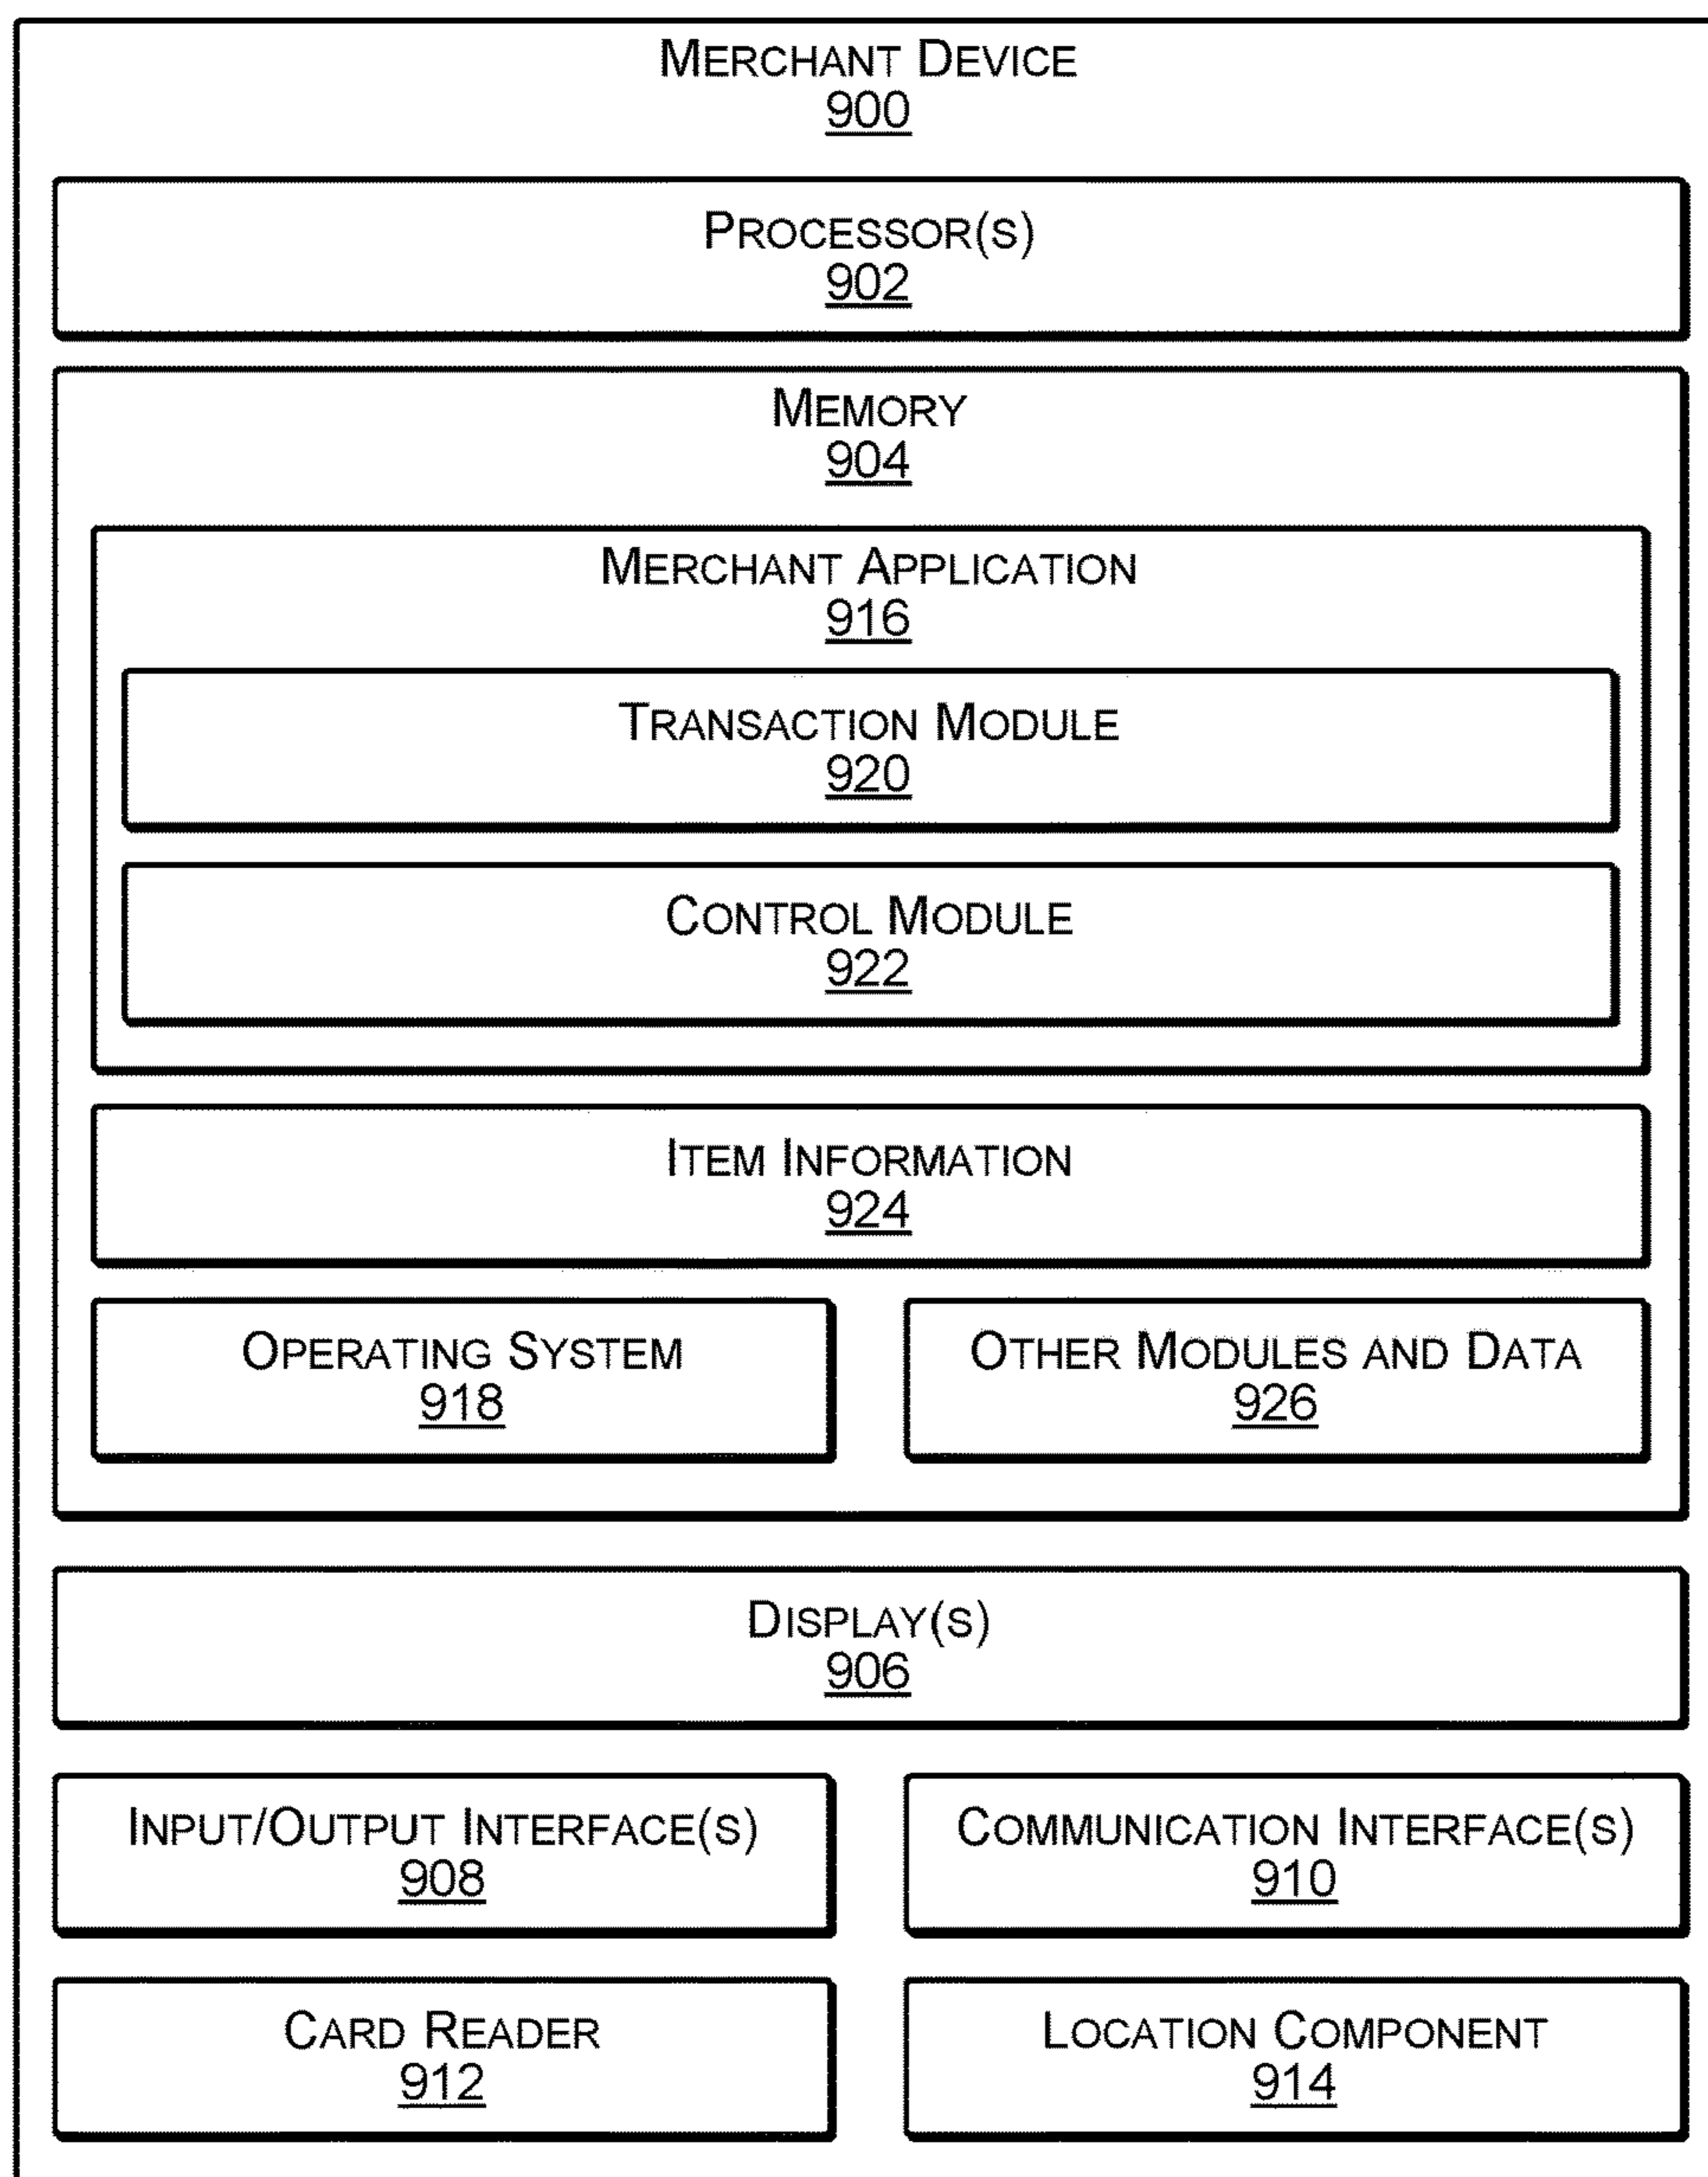 MERCHANT DEVICE
900
PROCESSOR(S)
902
MEMORY
904
MERCHANT APPLICATION
916
TRANSACTION MODULE
920
CONTROL MODULE
922
ITEM INFORMATION
924
OPERATING SYSTEM
918
OTHER MODULES AND DATA
926
DISPLAY(S)
906
INPUT/OUTPUT INTERFACE(S)
908
COMMUNICATION INTERFACE(S)
910
CARD READER
912
LOCATION COMPONENT
914